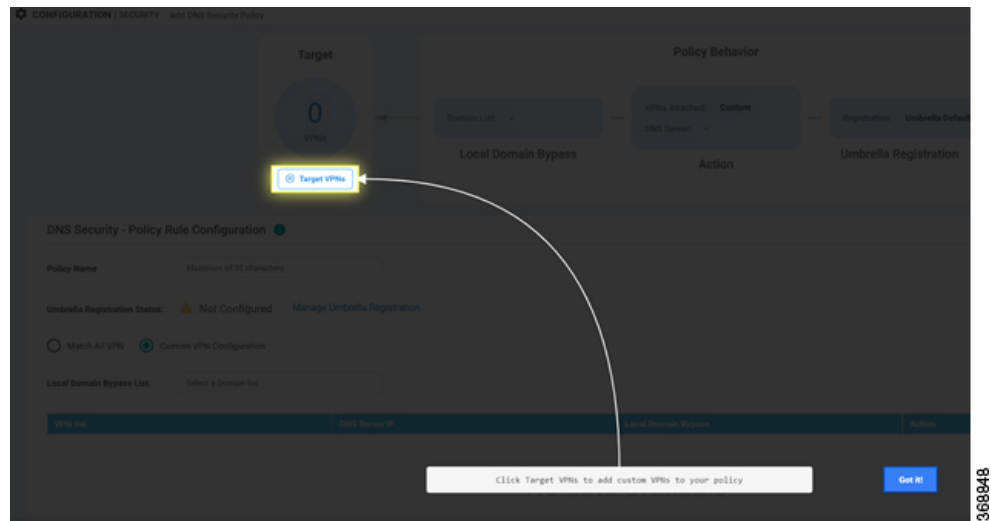 CONFIGURATION | SECURITY Add DNS Security Policy
Target
Policy Behavior
0
VPNs
Domain List: -
VPNs Attached: Custom
DNS Server: -
Registration: Umbrella Default
Local Domain Bypass
Action
Umbrella Registration
Target VPNs
DNS Security - Policy Rule Configuration
Policy Name
Maximum of 32 characters
Umbrella Registration Status:
Not Configured
Manage Umbrella Registration
Match All VPN
Custom VPN Configuration
Local Domain Bypass List
Select a Domain list
VPN list
DNS Server IP
Local Domain Bypass
Action
Click Target VPNs to add custom VPNs to your policy
Got it!
368848